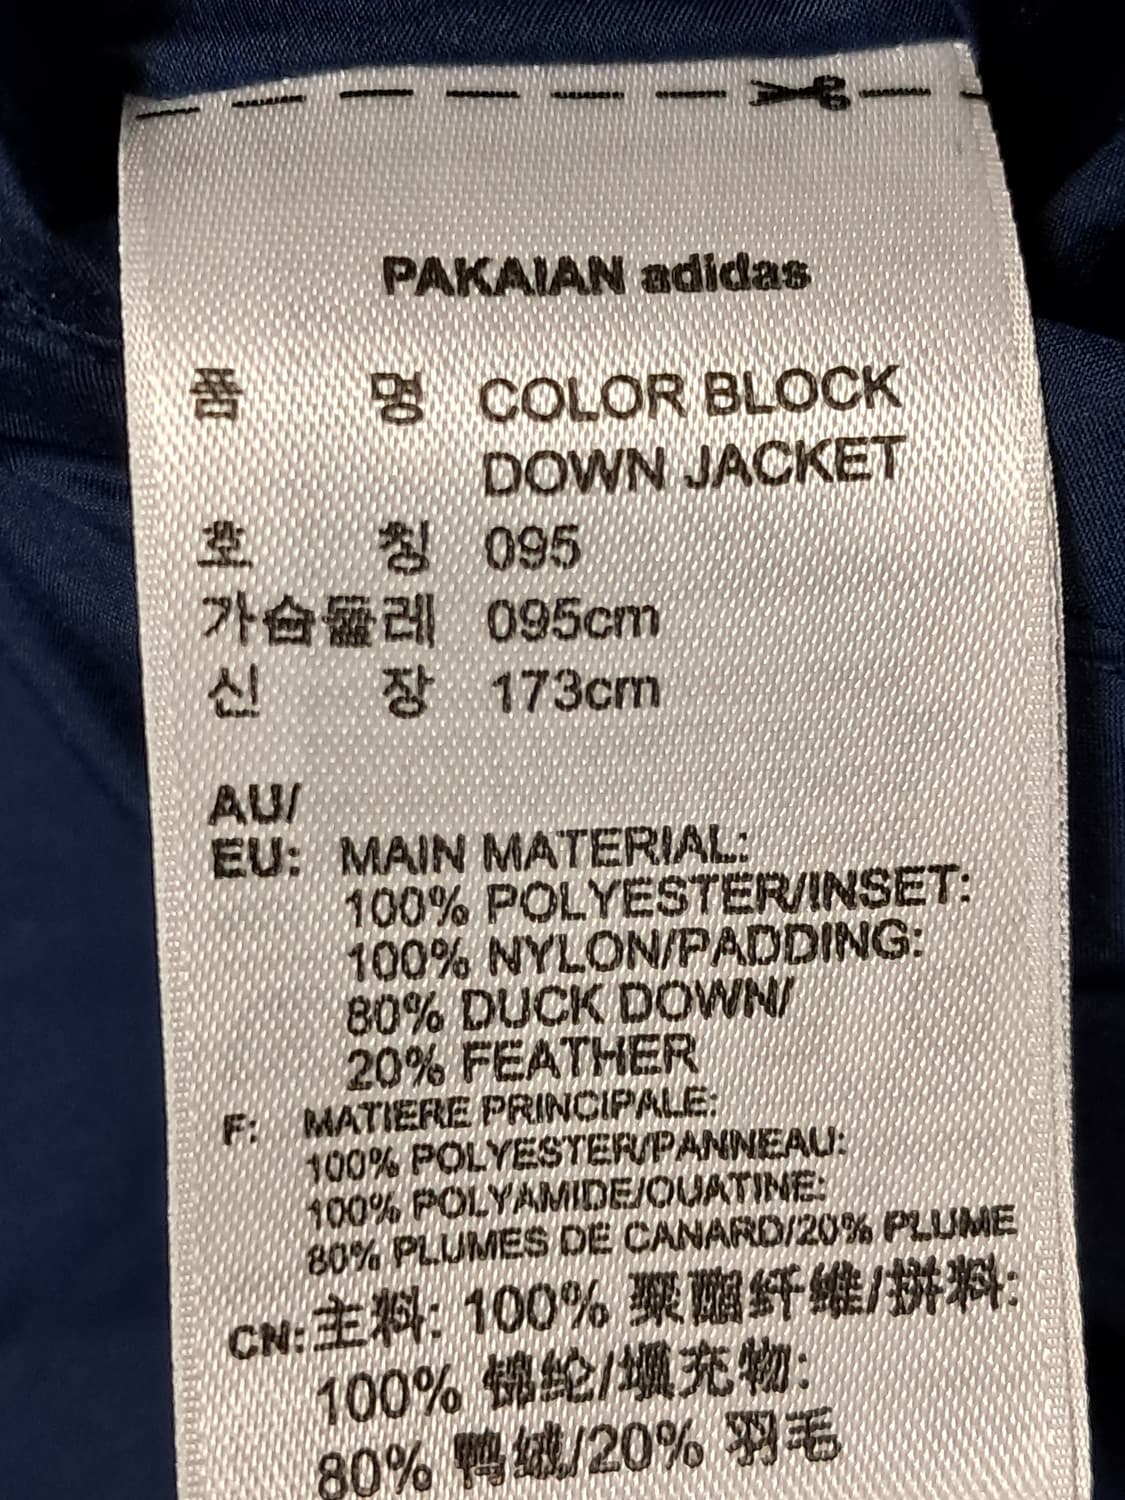 PAKAIAN adidas
품 명 COLOR BLOCK
DOWN JACKET
호 칭 095
가슴둘레 095cm
신 장 173cm
AU/
EU: MAIN MATERIAL:
100% POLYESTER/INSET:
100% NYLON/PADDING:
80% DUCK DOWN/
20% FEATHER
F: MATIERE PRINCIPALE:
100% POLYESTER/PANNEAU:
100% POLYAMIDE/OUATINE:
80% PLUMES DE CANARD/20% PLUME
CN: 主料: 100% 聚酯纤维/拼料:
100% 锦纶/填充物:
80% 鸭绒/20% 羽毛